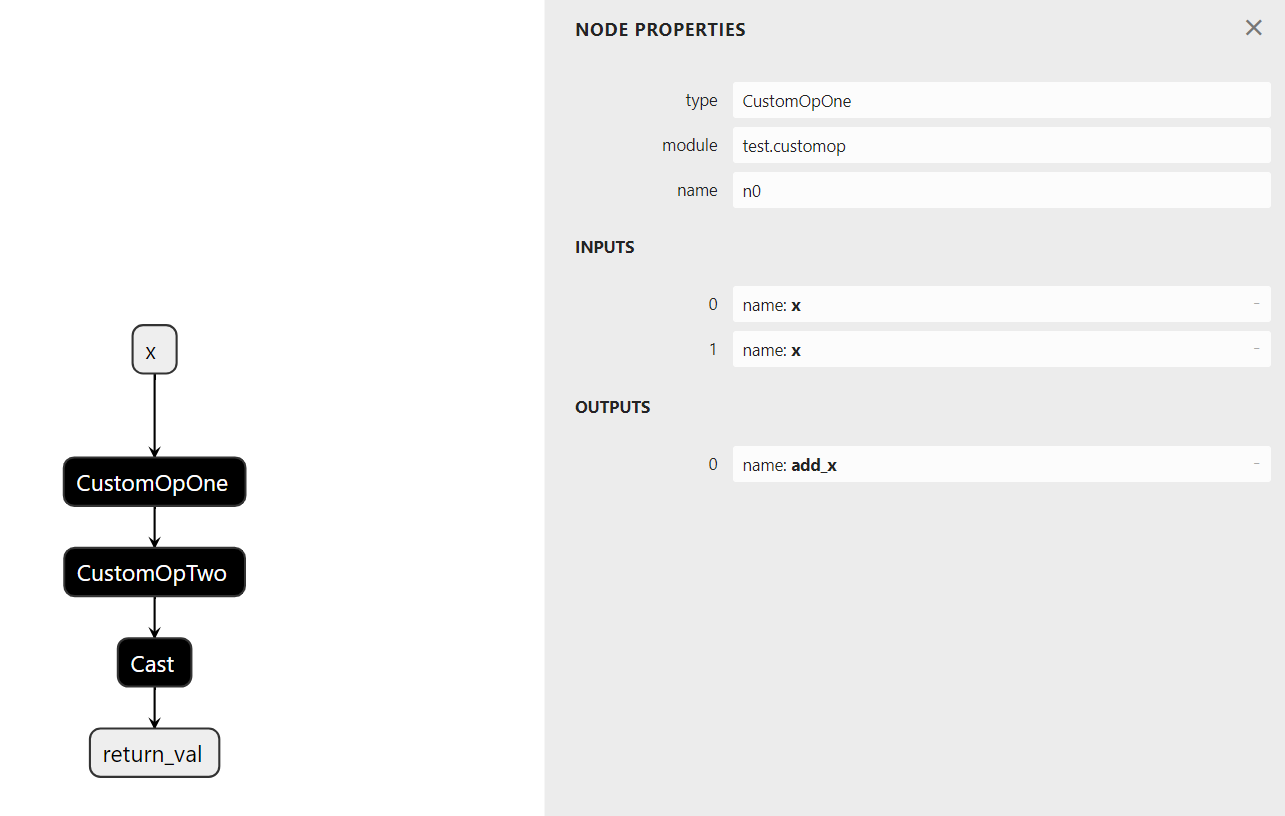 x
CustomOpOne
CustomOpTwo
Cast
return_val
NODE PROPERTIES
type CustomOpOne
module test.customop
name n0
INPUTS
0 name: x -
1 name: x -
OUTPUTS
0 name: add_x -